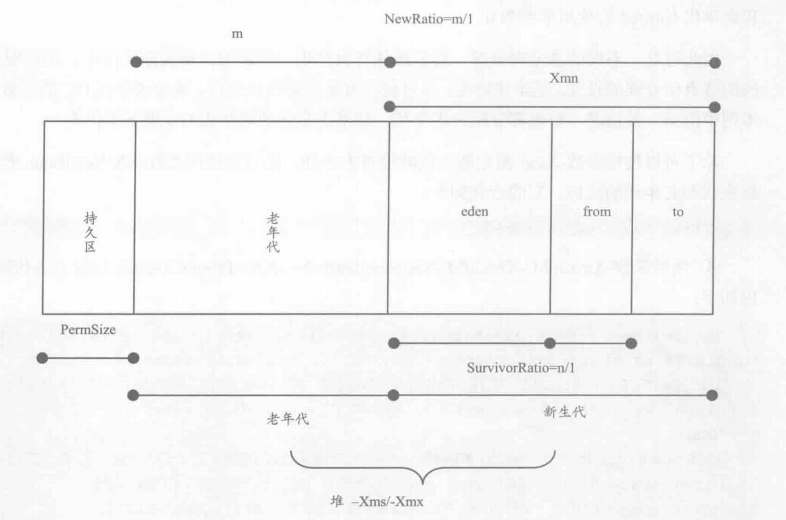 NewRatio=m/1
m
Xmn
持久区
老年代
eden
from
to
PermSize
SurvivorRatio=n/1
老年代
新生代
堆 –Xms/-Xmx